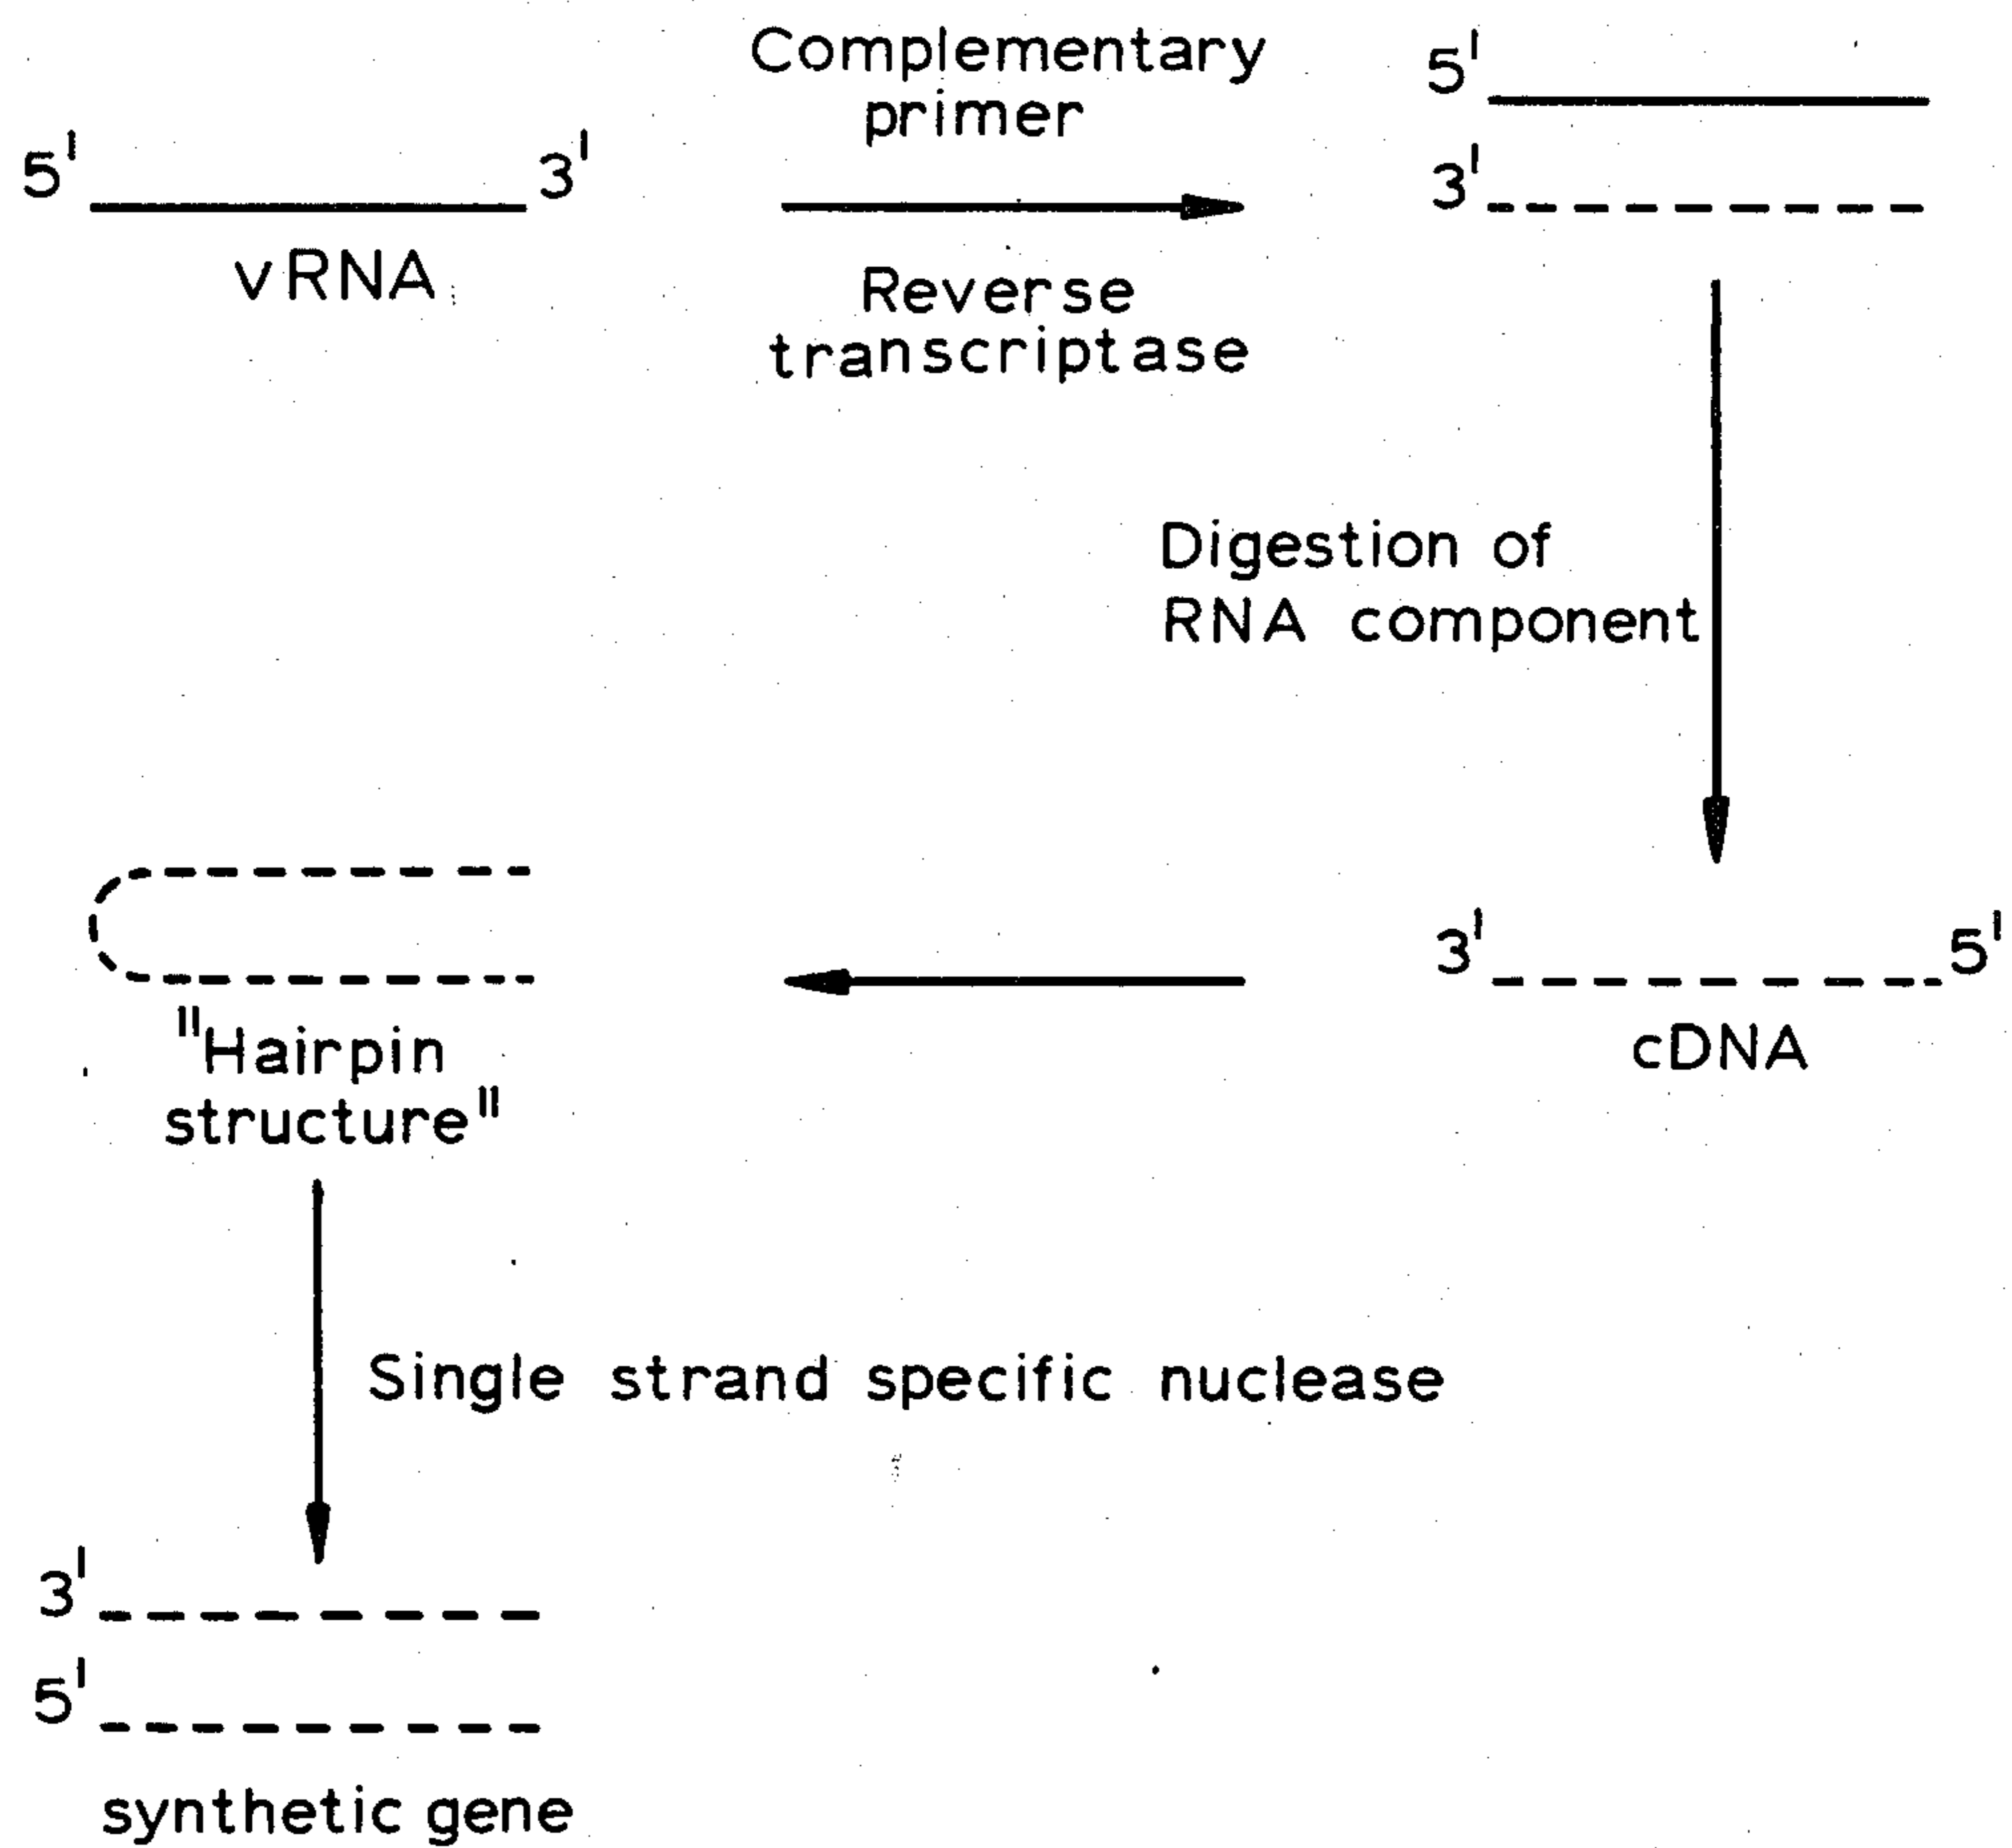 5' 3'
vRNA
Complementary
primer
Reverse
transcriptase
5'
3'
Digestion of
RNA component
3' 5'
cDNA
"Hairpin
structure"
Single strand specific nuclease
3'
5'
synthetic gene